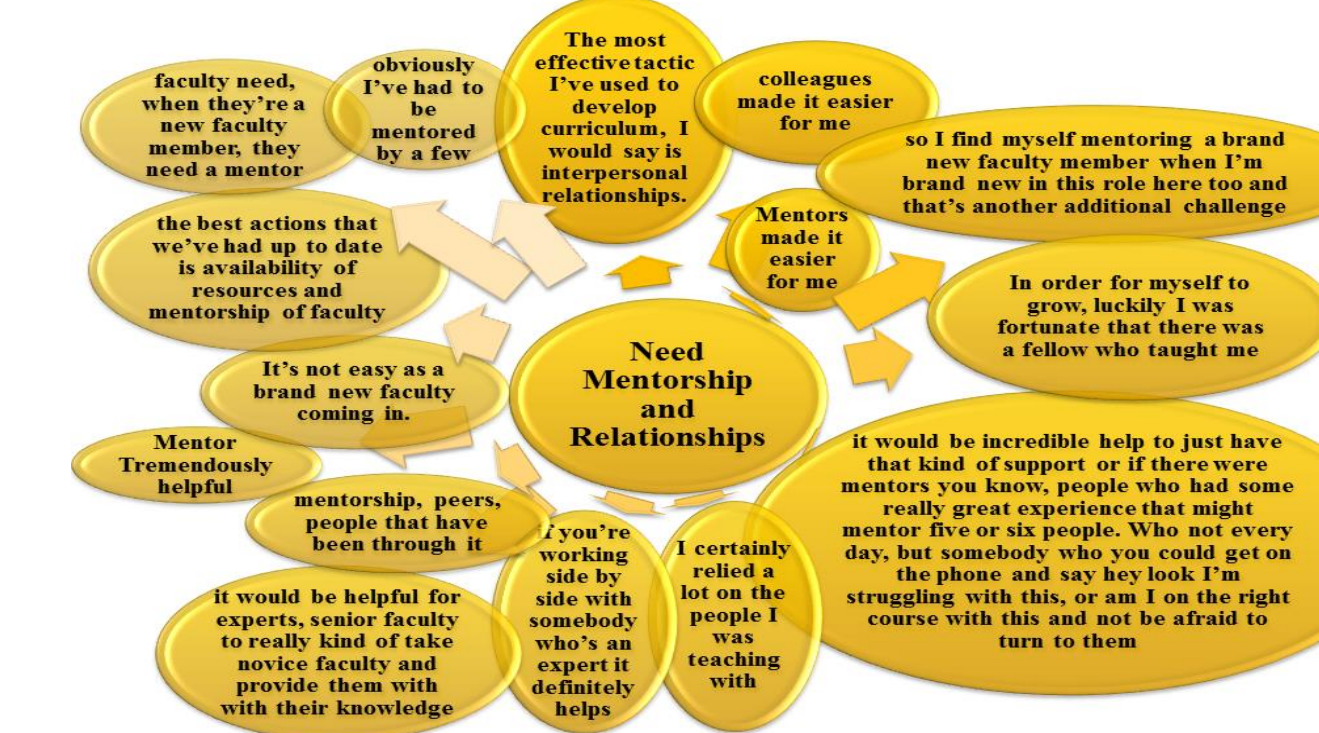 The most
effective tactic
I've used to
develop
curriculum, I
would say is
interpersonal
relationships.
colleagues
made it easier
for me
so I find myself mentoring a brand
new faculty member when I'm
brand new in this role here too and
that's another additional challenge
Mentors
made it
easier
for me
In order for myself to
grow, luckily I was
fortunate that there was
a fellow who taught me
it would be incredible help to just have
that kind of support or if there were
mentors you know, people who had some
really great experience that might
mentor five or six people. Who not every
day, but somebody who you could get on
the phone and say hey look I'm
struggling with this, or am I on the right
course with this and not be afraid to
turn to them
I certainly
relied a
lot on the
people I
was
teaching
with
if you're
working
side by
side with
somebody
who's an
expert it
definitely
helps
it would be helpful for
experts, senior faculty
to really kind of take
novice faculty and
provide them with
with their knowledge
mentorship, peers,
people that have
been through it
Mentor
Tremendously
helpful
It's not easy as a
brand new faculty
coming in.
the best actions that
we've had up to date
is availability of
resources and
mentorship of faculty
faculty need,
when they're a
new faculty
member, they
need a mentor
obviously
I've had to
be
mentored
by a few
Need
Mentorship
and
Relationships